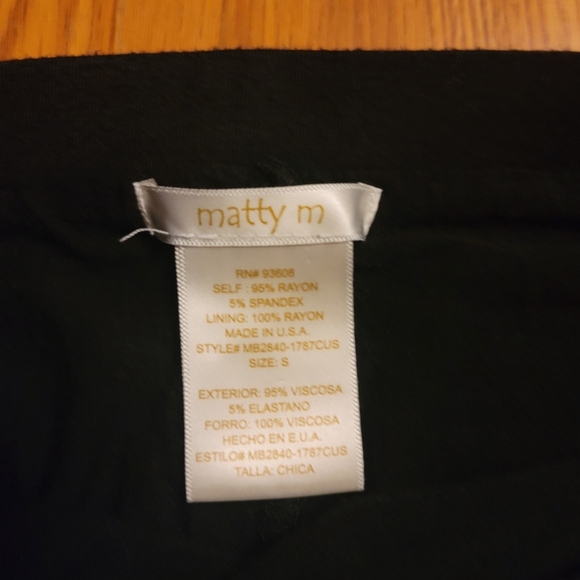 matty m
RN# 93608
SELF : 95% RAYON
5% SPANDEX
LINING: 100% RAYON
MADE IN U.S.A.
STYLE# MB2840-1787CUS
SIZE: S
EXTERIOR: 95% VISCOSA
5% ELASTANO
FORRO: 100% VISCOSA
HECHO EN E.U.A.
ESTILO# MB2840-1787CUS
TALLA: CHICA